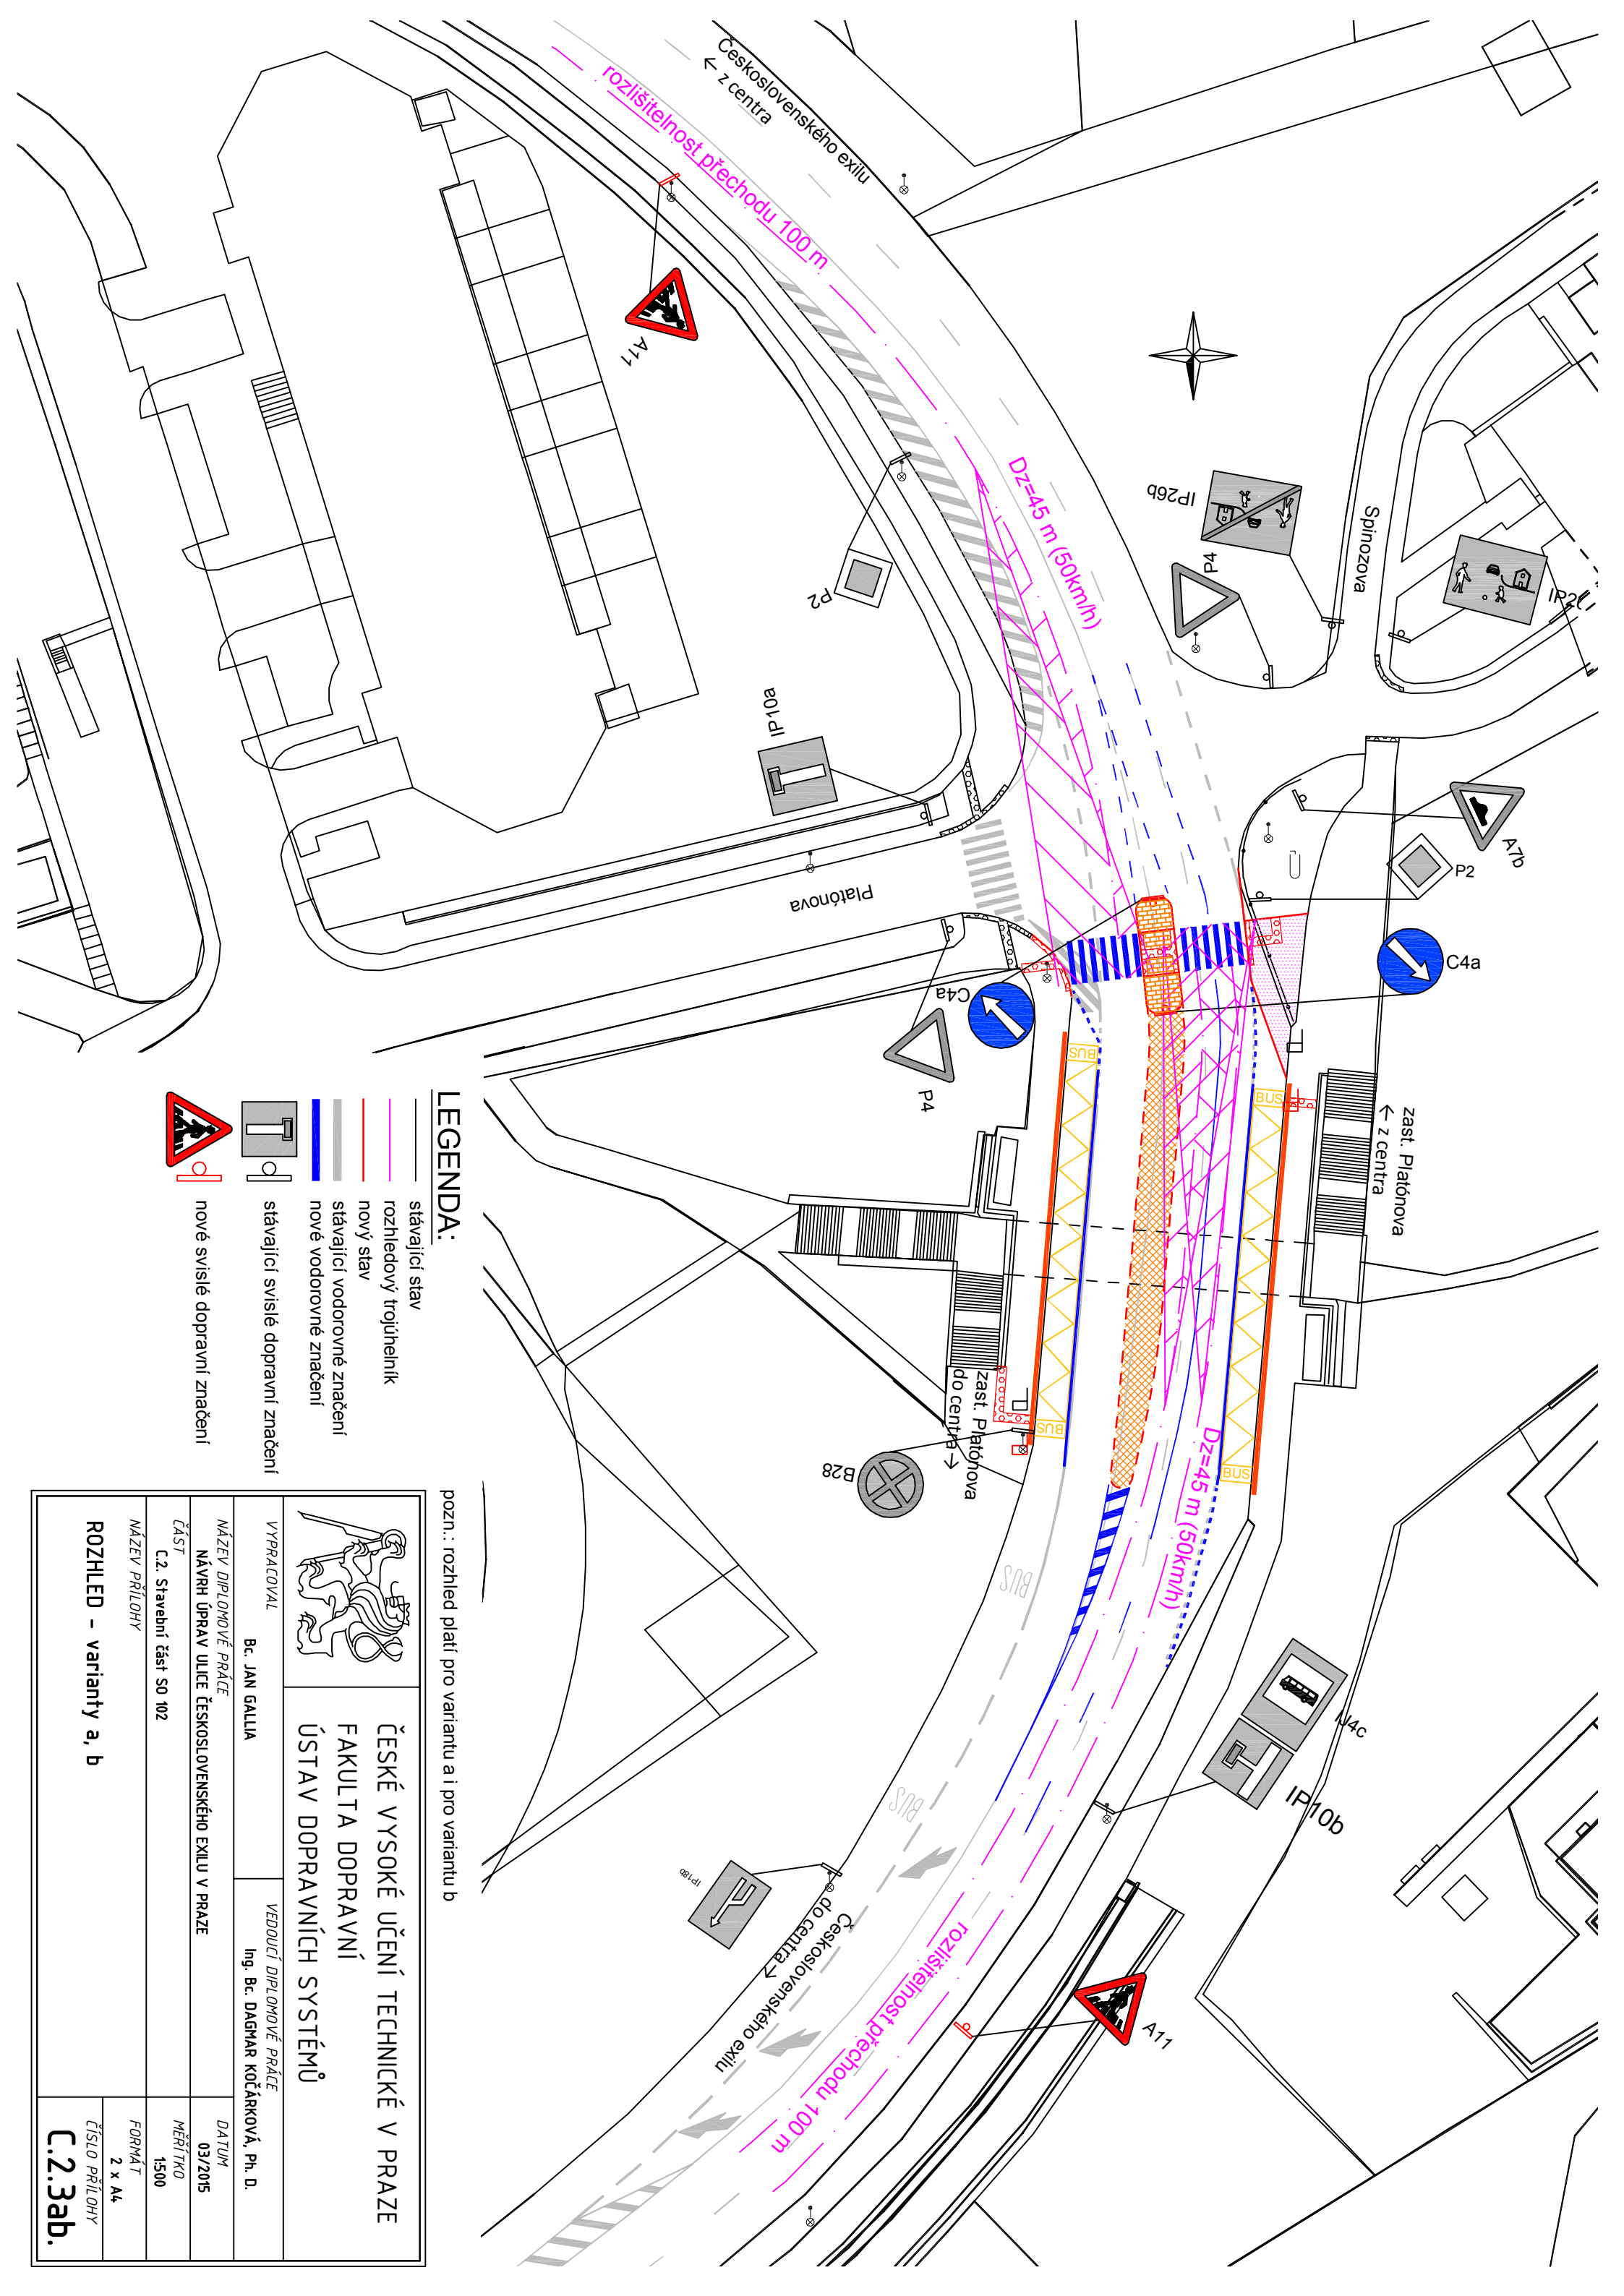 Československého exilu
← z centra
rozlišitelnost přechodu 100 m
A11
Dz=45 m (50km/h)
IP26b
P4
Spinozova
P2
IP10a
A7b
P2
Platónova
C4a
C4a
P4
BUS
BUS
zast. Platónova
← z centra
zast. Platónova
do centra →
BUS
BUS
B28
Dz=45 m (50km/h)
BUS
BUS
IJ4c
IP10b
IP18b
Československého exilu
do centra →
rozlišitelnost přechodu 100 m
A11
LEGENDA:
stávající stav
rozhledový trojúhelník
nový stav
stávající vodorovné značení
nové vodorovné značení
stávající svislé dopravní značení
nové svislé dopravní značení
pozn.: rozhled platí pro variantu a i pro variantu b
ČESKÉ VYSOKÉ UČENÍ TECHNICKÉ V PRAZE
FAKULTA DOPRAVNÍ
ÚSTAV DOPRAVNÍCH SYSTÉMŮ
VYPRACOVAL
Bc. JAN GALLIA
VEDOUCÍ DIPLOMOVÉ PRÁCE
Ing. Bc. DAGMAR KOČÁRKOVÁ, Ph. D.
NÁZEV DIPLOMOVÉ PRÁCE
NÁVRH ÚPRAV ULICE ČESKOSLOVENSKÉHO EXILU V PRAZE
DATUM
03/2015
ČÁST
C.2. Stavební část SO 102
MĚŘÍTKO
1:500
NÁZEV PŘÍLOHY
ROZHLED - varianty a, b
FORMÁT
2 x A4
ČÍSLO PŘÍLOHY
C.2.3ab.